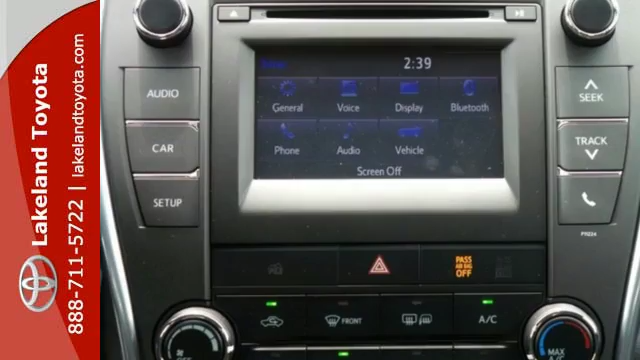 Lakeland Toyota
888-711-5722 | lakelandtoyota.com
2:39
General Voice Display Bluetooth
Phone Audio Vehicle
Screen Off
AUDIO
CAR
SETUP
SEEK
TRACK
PASS
AIR BAG
OFF
FRONT
A/C
OFF
MAX A/C